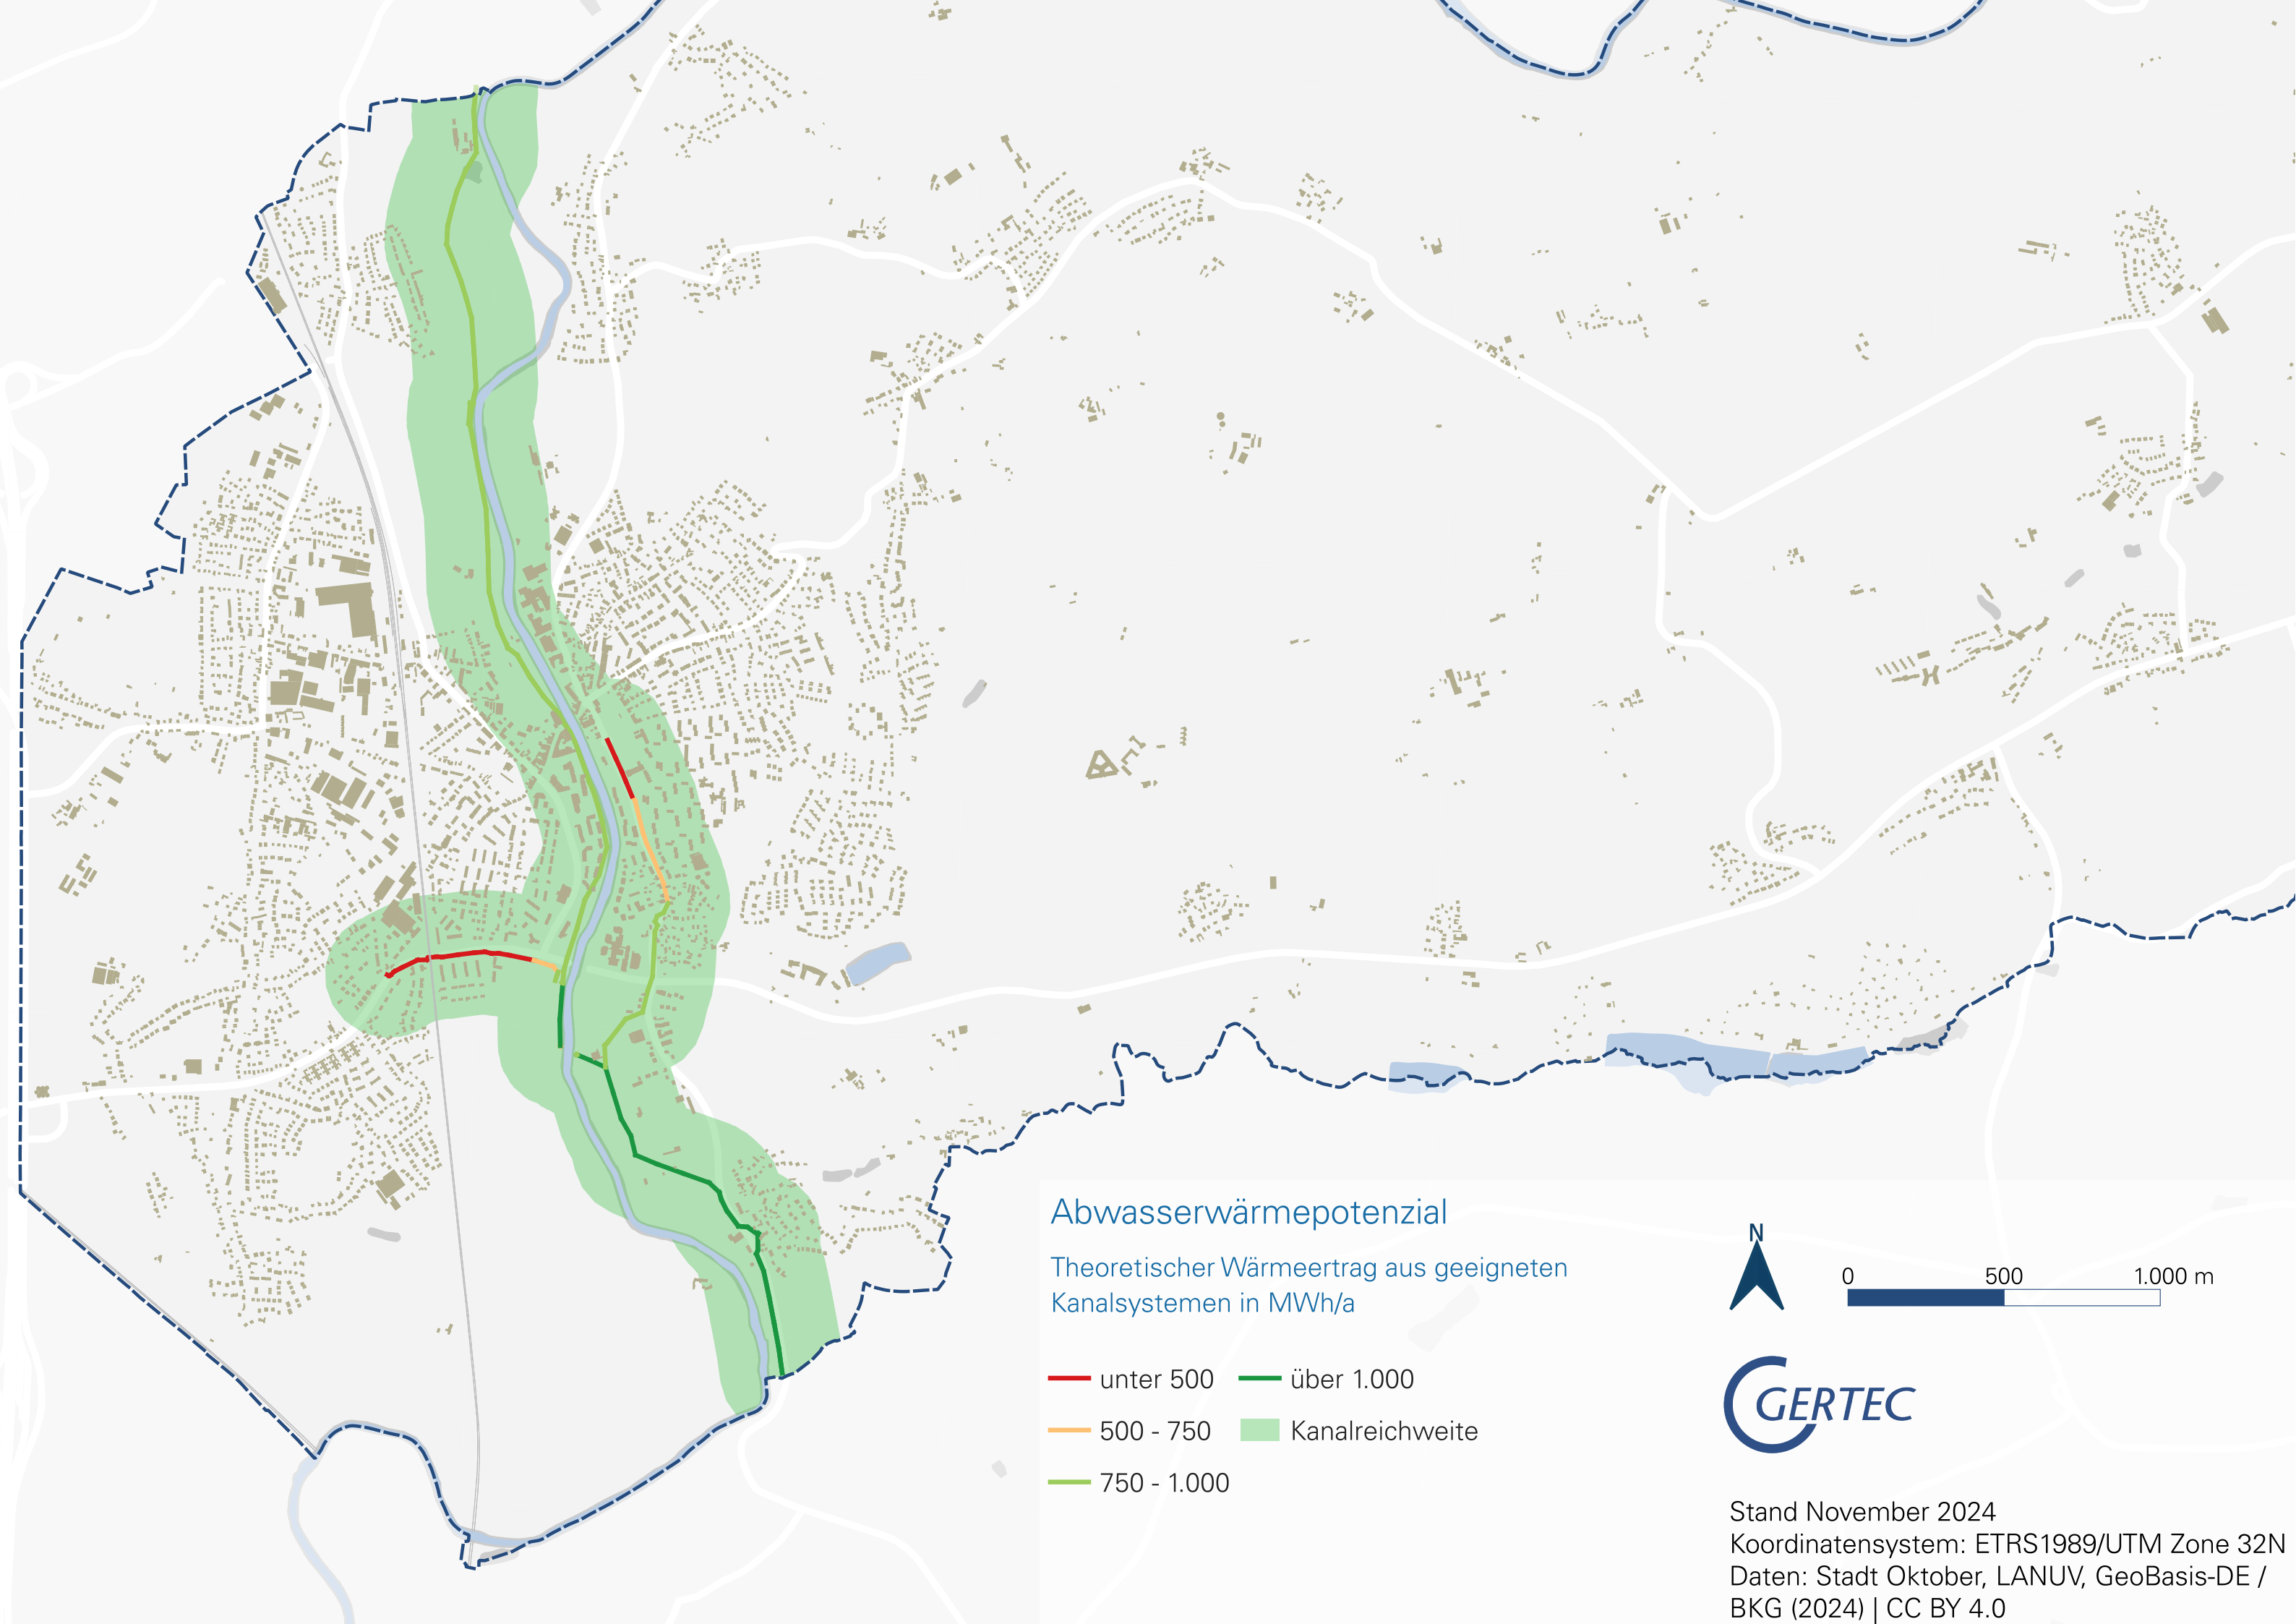 Abwasserwärmepotenzial
Theoretischer Wärmeertrag aus geeigneten
Kanalsystemen in MWh/a
unter 500
über 1.000
500 - 750
Kanalreichweite
750 - 1.000
N
0 500 1.000 m
GERTEC
Stand November 2024
Koordinatensystem: ETRS1989/UTM Zone 32N
Daten: Stadt Oktober, LANUV, GeoBasis-DE /
BKG (2024) | CC BY 4.0